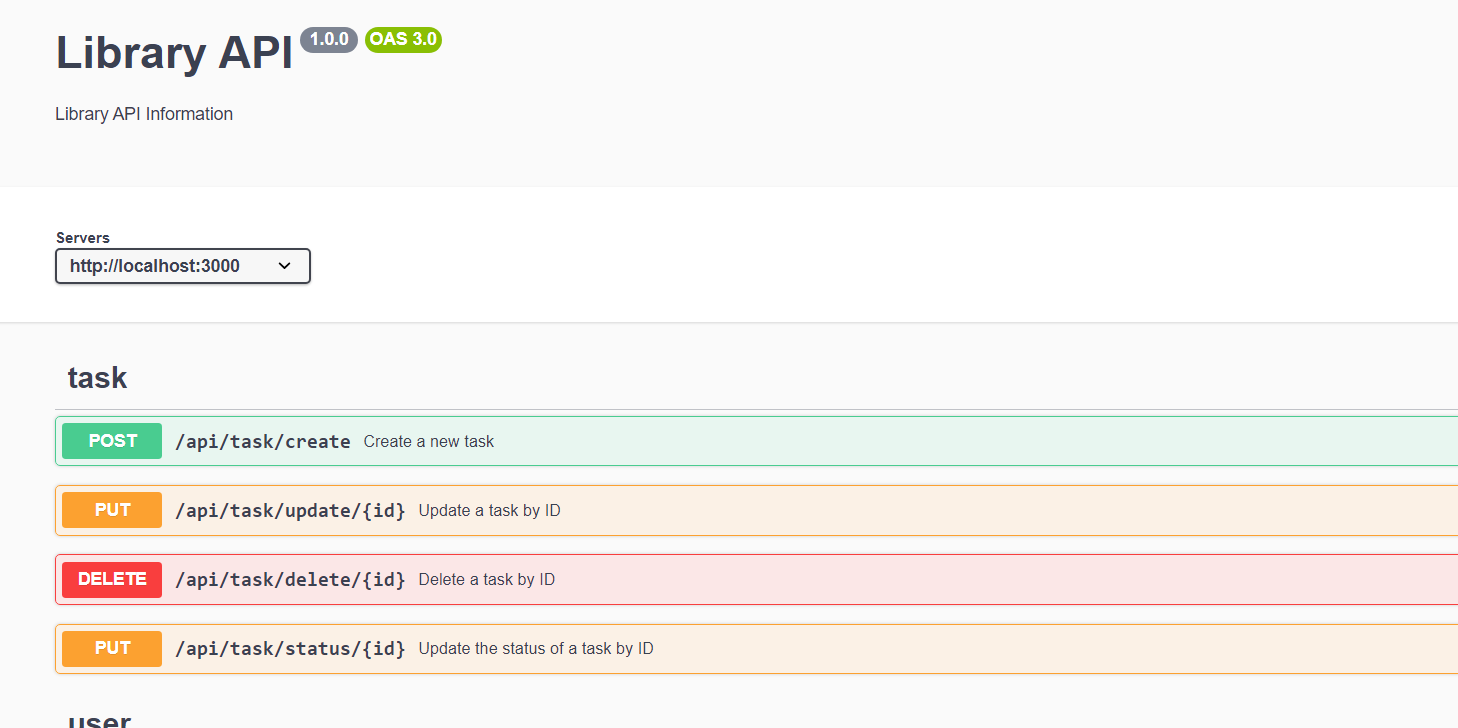 Library API 1.0.0 OAS 3.0
Library API Information
Servers
http://localhost:3000
task
POST /api/task/create Create a new task
PUT /api/task/update/{id} Update a task by ID
DELETE /api/task/delete/{id} Delete a task by ID
PUT /api/task/status/{id} Update the status of a task by ID
user